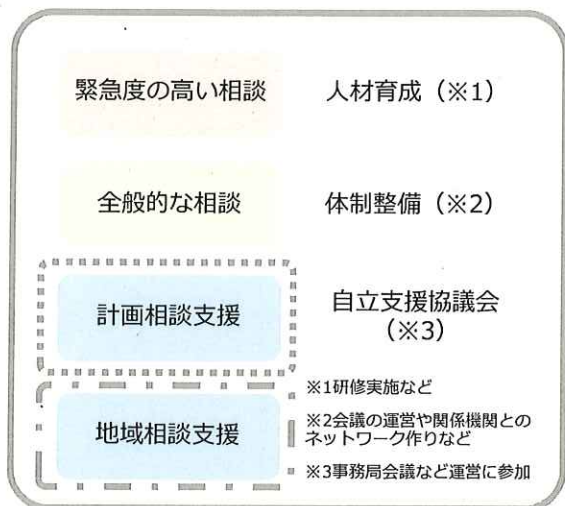 緊急度の高い相談
人材育成（※1）
全般的な相談
体制整備（※2）
計画相談支援
自立支援協議会
（※3）
地域相談支援
※1研修実施など
※2会議の運営や関係機関との
ネットワーク作りなど
※3事務局会議など運営に参加